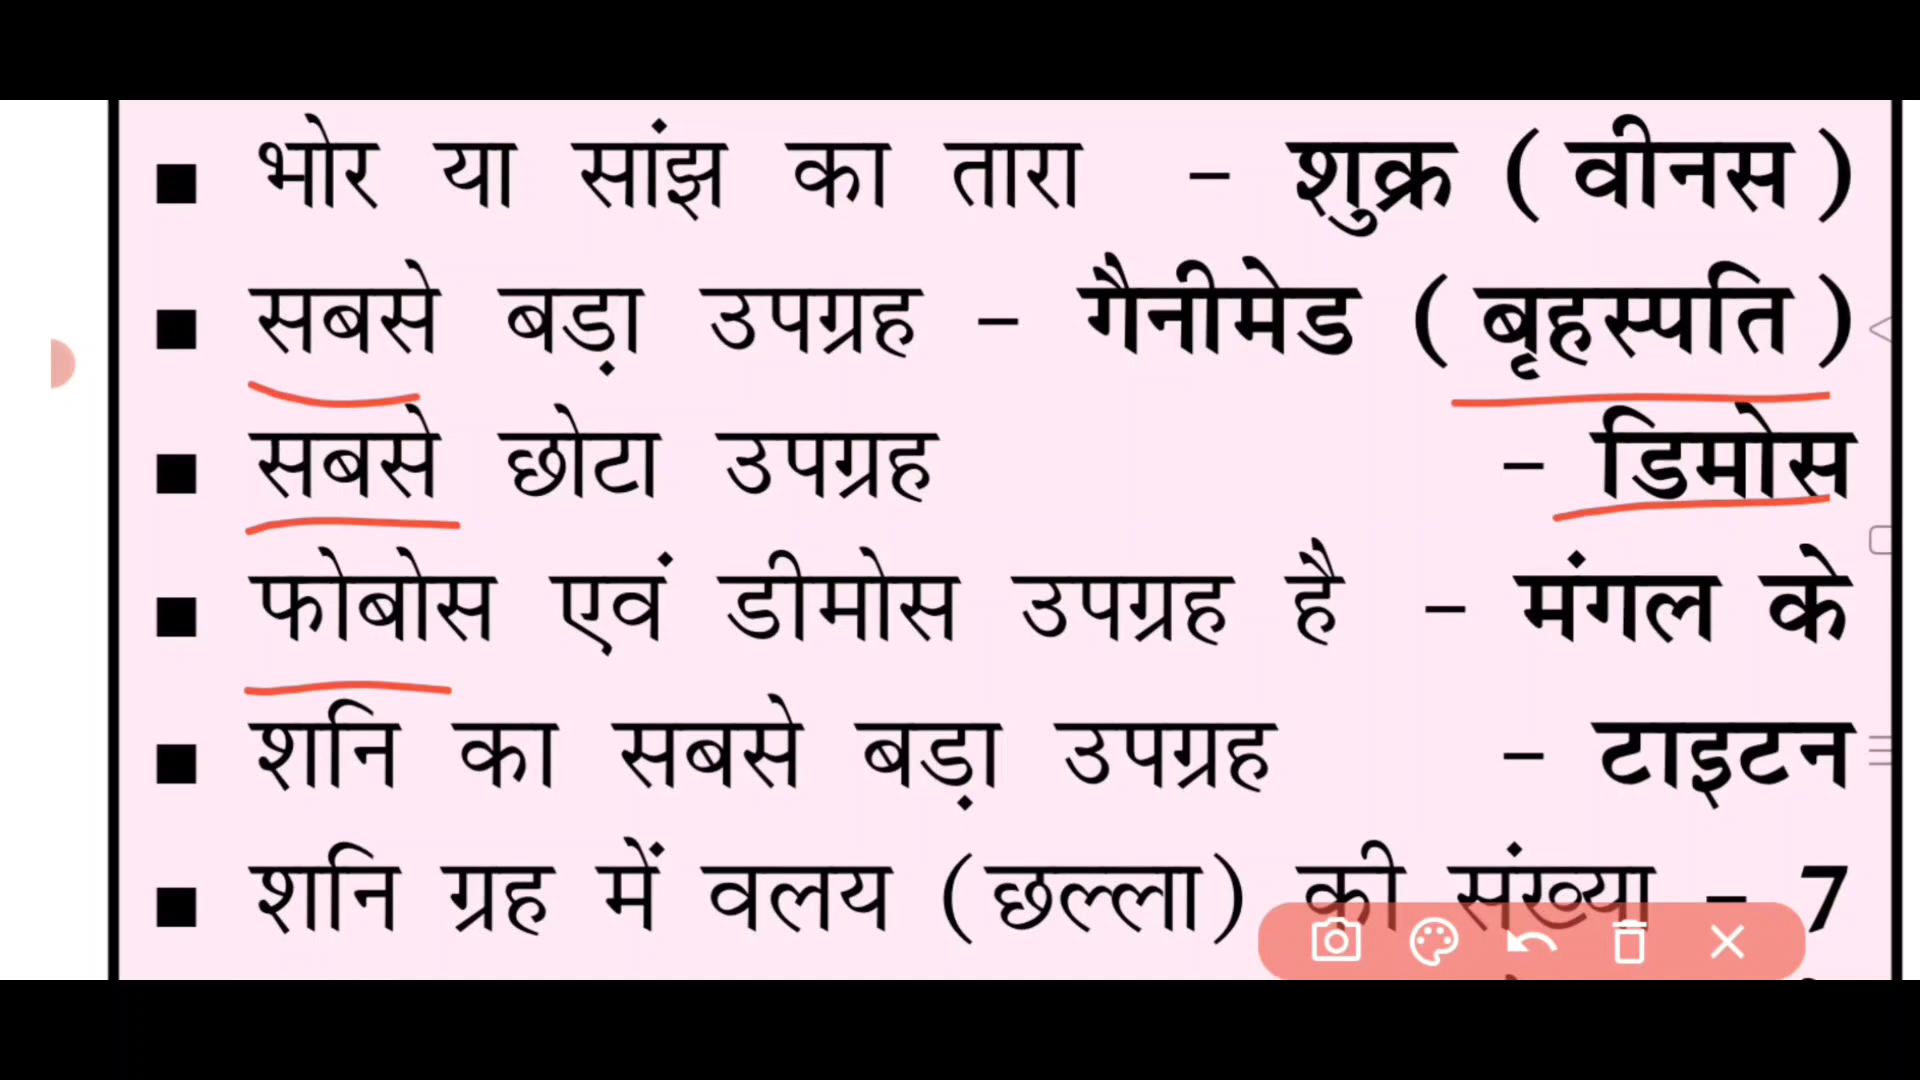 ▪ भोर या सांझ का तारा – शुक्र (वीनस)
▪ सबसे बड़ा उपग्रह – गैनीमेड (बृहस्पति)
▪ सबसे छोटा उपग्रह – डिमोस
▪ फोबोस एवं डीमोस उपग्रह है – मंगल के
▪ शनि का सबसे बड़ा उपग्रह – टाइटन
▪ शनि ग्रह में वलय (छल्ला) की संख्या – 7